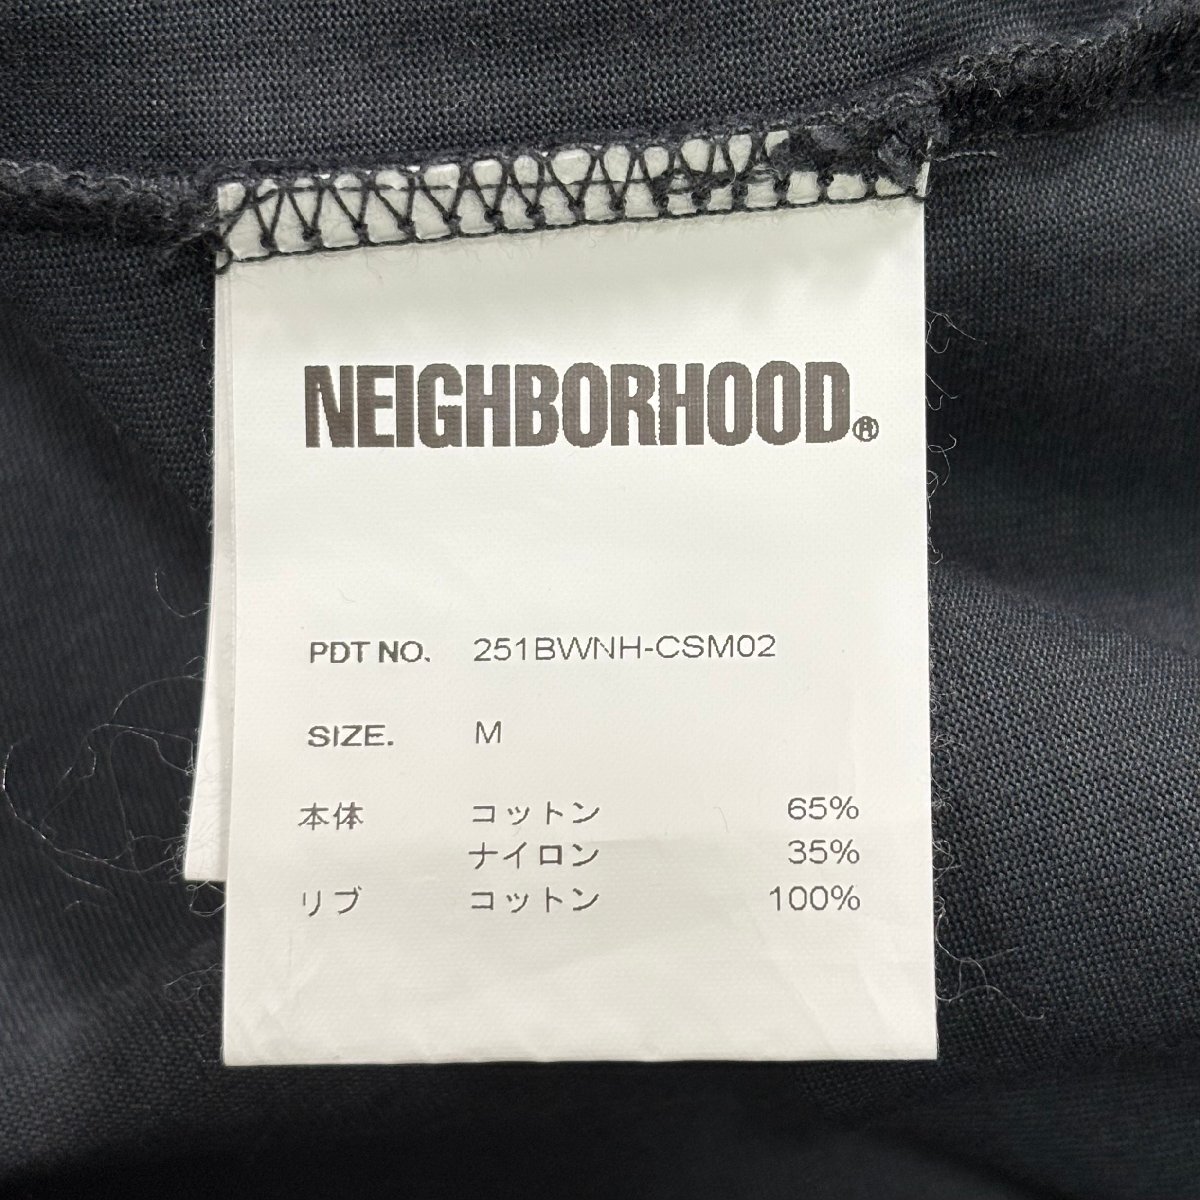 NEIGHBORHOOD®
PDT NO. 251BWNH-CSM02
SIZE. M
本体 コットン 65%
ナイロン 35%
リブ コットン 100%